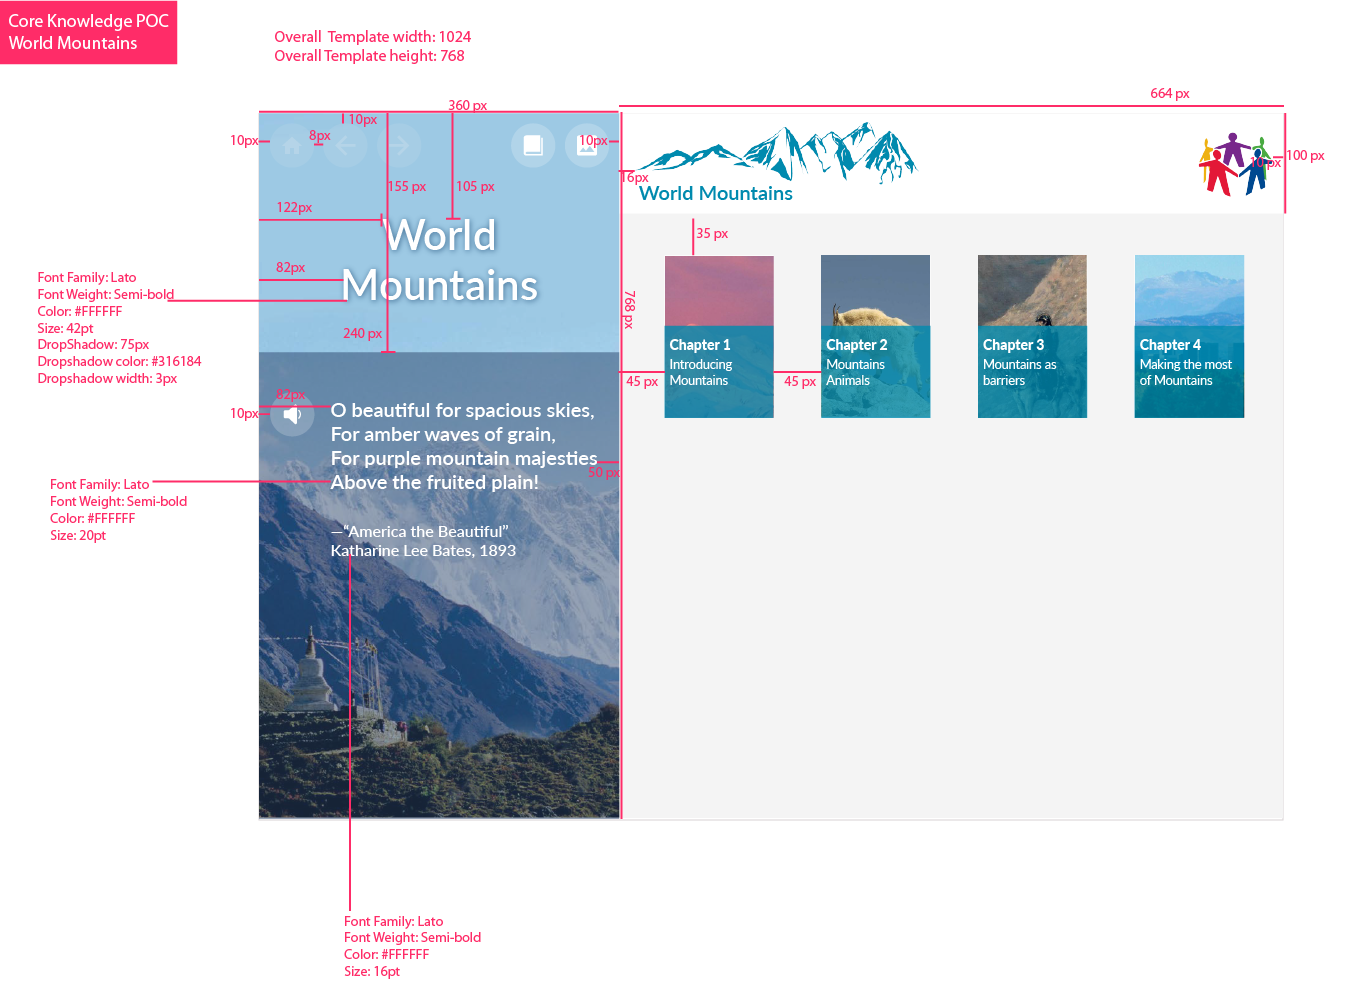 Core Knowledge POC
World Mountains
Overall Template width: 1024
Overall Template height: 768
360 px
664 px
10px
10px
8px
10px
16px
10 px
100 px
155 px
105 px
World Mountains
122px
35 px
World
Mountains
82px
Font Family: Lato
Font Weight: Semi-bold
Color: #FFFFFF
Size: 42pt
DropShadow: 75px
Dropshadow color: #316184
Dropshadow width: 3px
240 px
768 px
Chapter 1
Introducing
Mountains
Chapter 2
Mountains
Animals
Chapter 3
Mountains as
barriers
Chapter 4
Making the most
of Mountains
45 px
45 px
82px
10px
O beautiful for spacious skies,
For amber waves of grain,
For purple mountain majesties
Above the fruited plain!
50 px
Font Family: Lato
Font Weight: Semi-bold
Color: #FFFFFF
Size: 20pt
—“America the Beautiful”
Katharine Lee Bates, 1893
Font Family: Lato
Font Weight: Semi-bold
Color: #FFFFFF
Size: 16pt